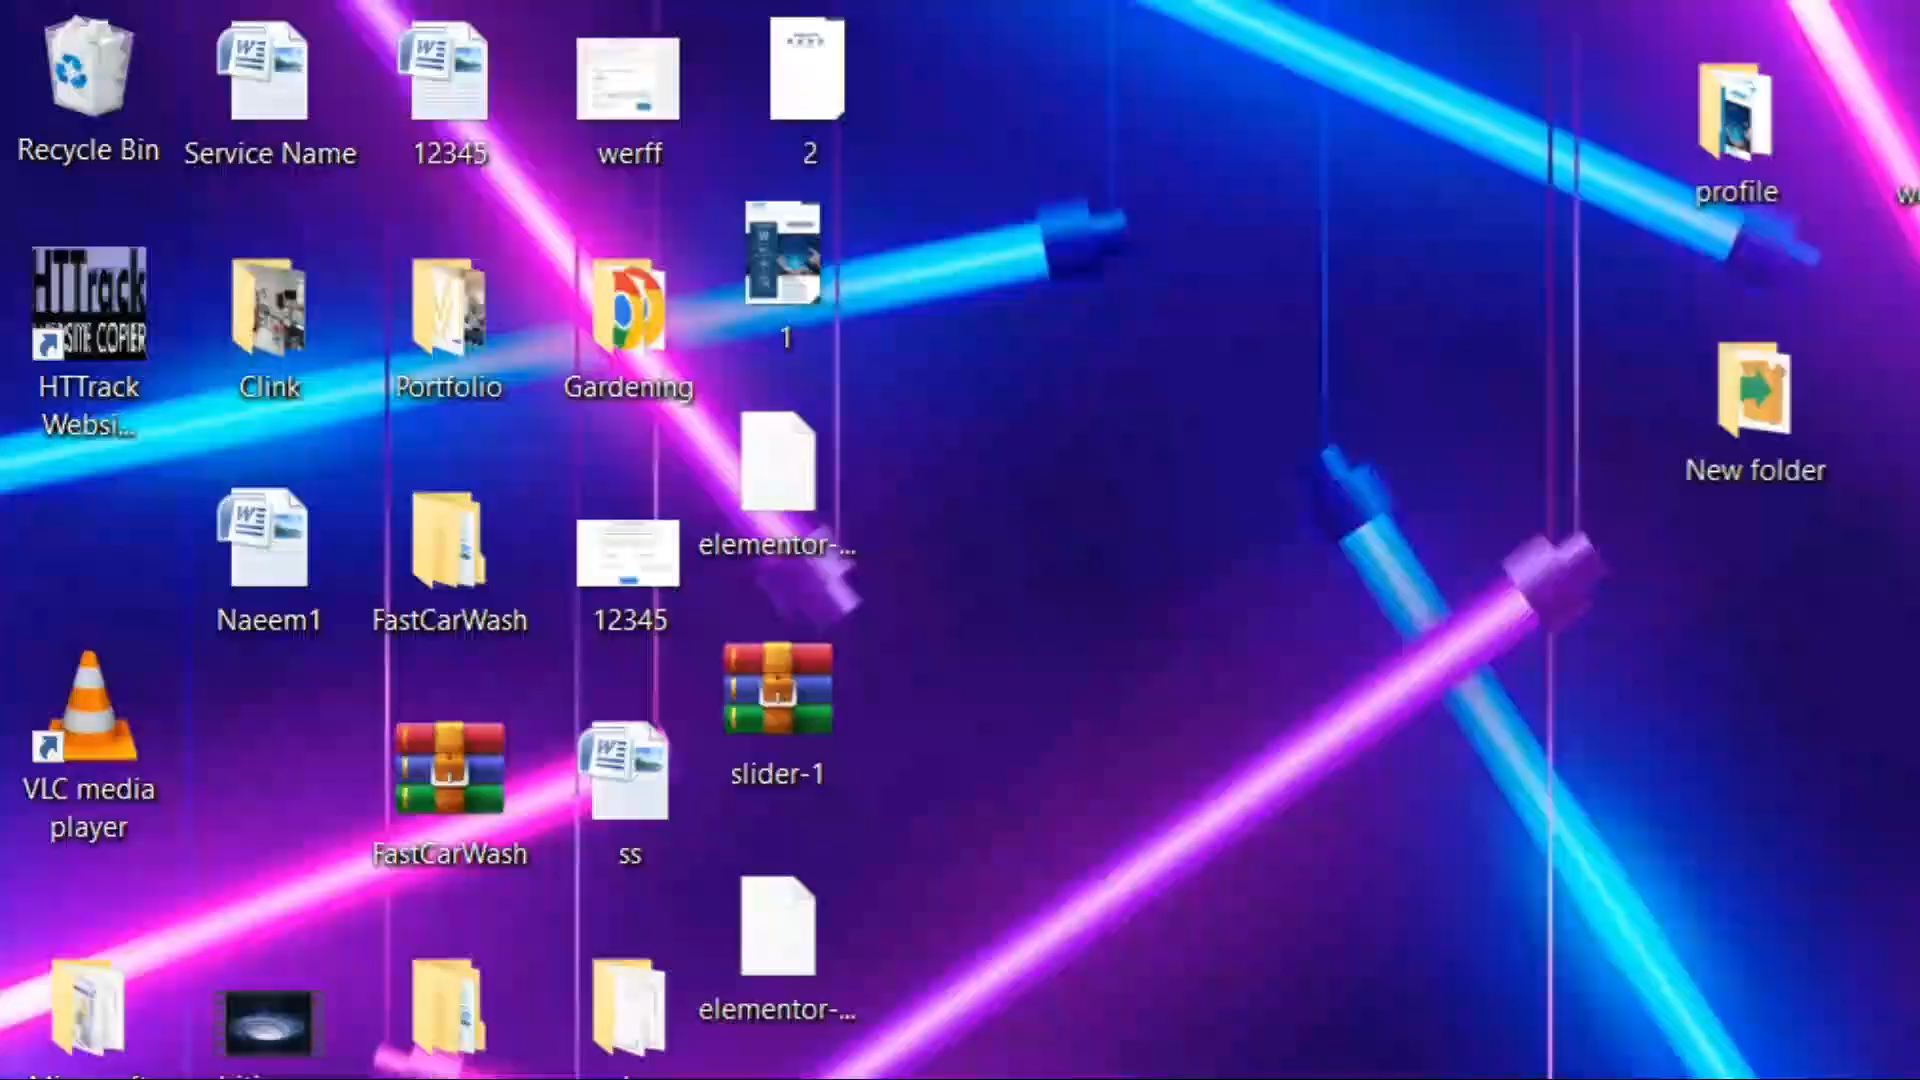 Recycle Bin
Service Name
12345
werff
2
profile
HTTrack
WEBSITE COPIER
HTTrack
Websi...
Clink
Portfolio
Gardening
1
New folder
Naeem1
FastCarWash
12345
elementor-...
VLC media
player
FastCarWash
ss
slider-1
elementor-...